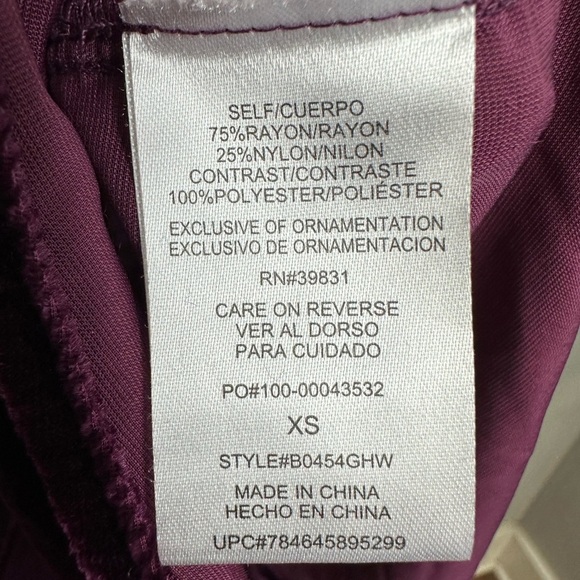 SELF/CUERPO
75%RAYON/RAYON
25%NYLON/NILON
CONTRAST/CONTRASTE
100%POLYESTER/POLIÉSTER
EXCLUSIVE OF ORNAMENTATION
EXCLUSIVO DE ORNAMENTACION
RN#39831
CARE ON REVERSE
VER AL DORSO
PARA CUIDADO
PO#100-00043532
XS
STYLE#B0454GHW
MADE IN CHINA
HECHO EN CHINA
UPC#784645895299